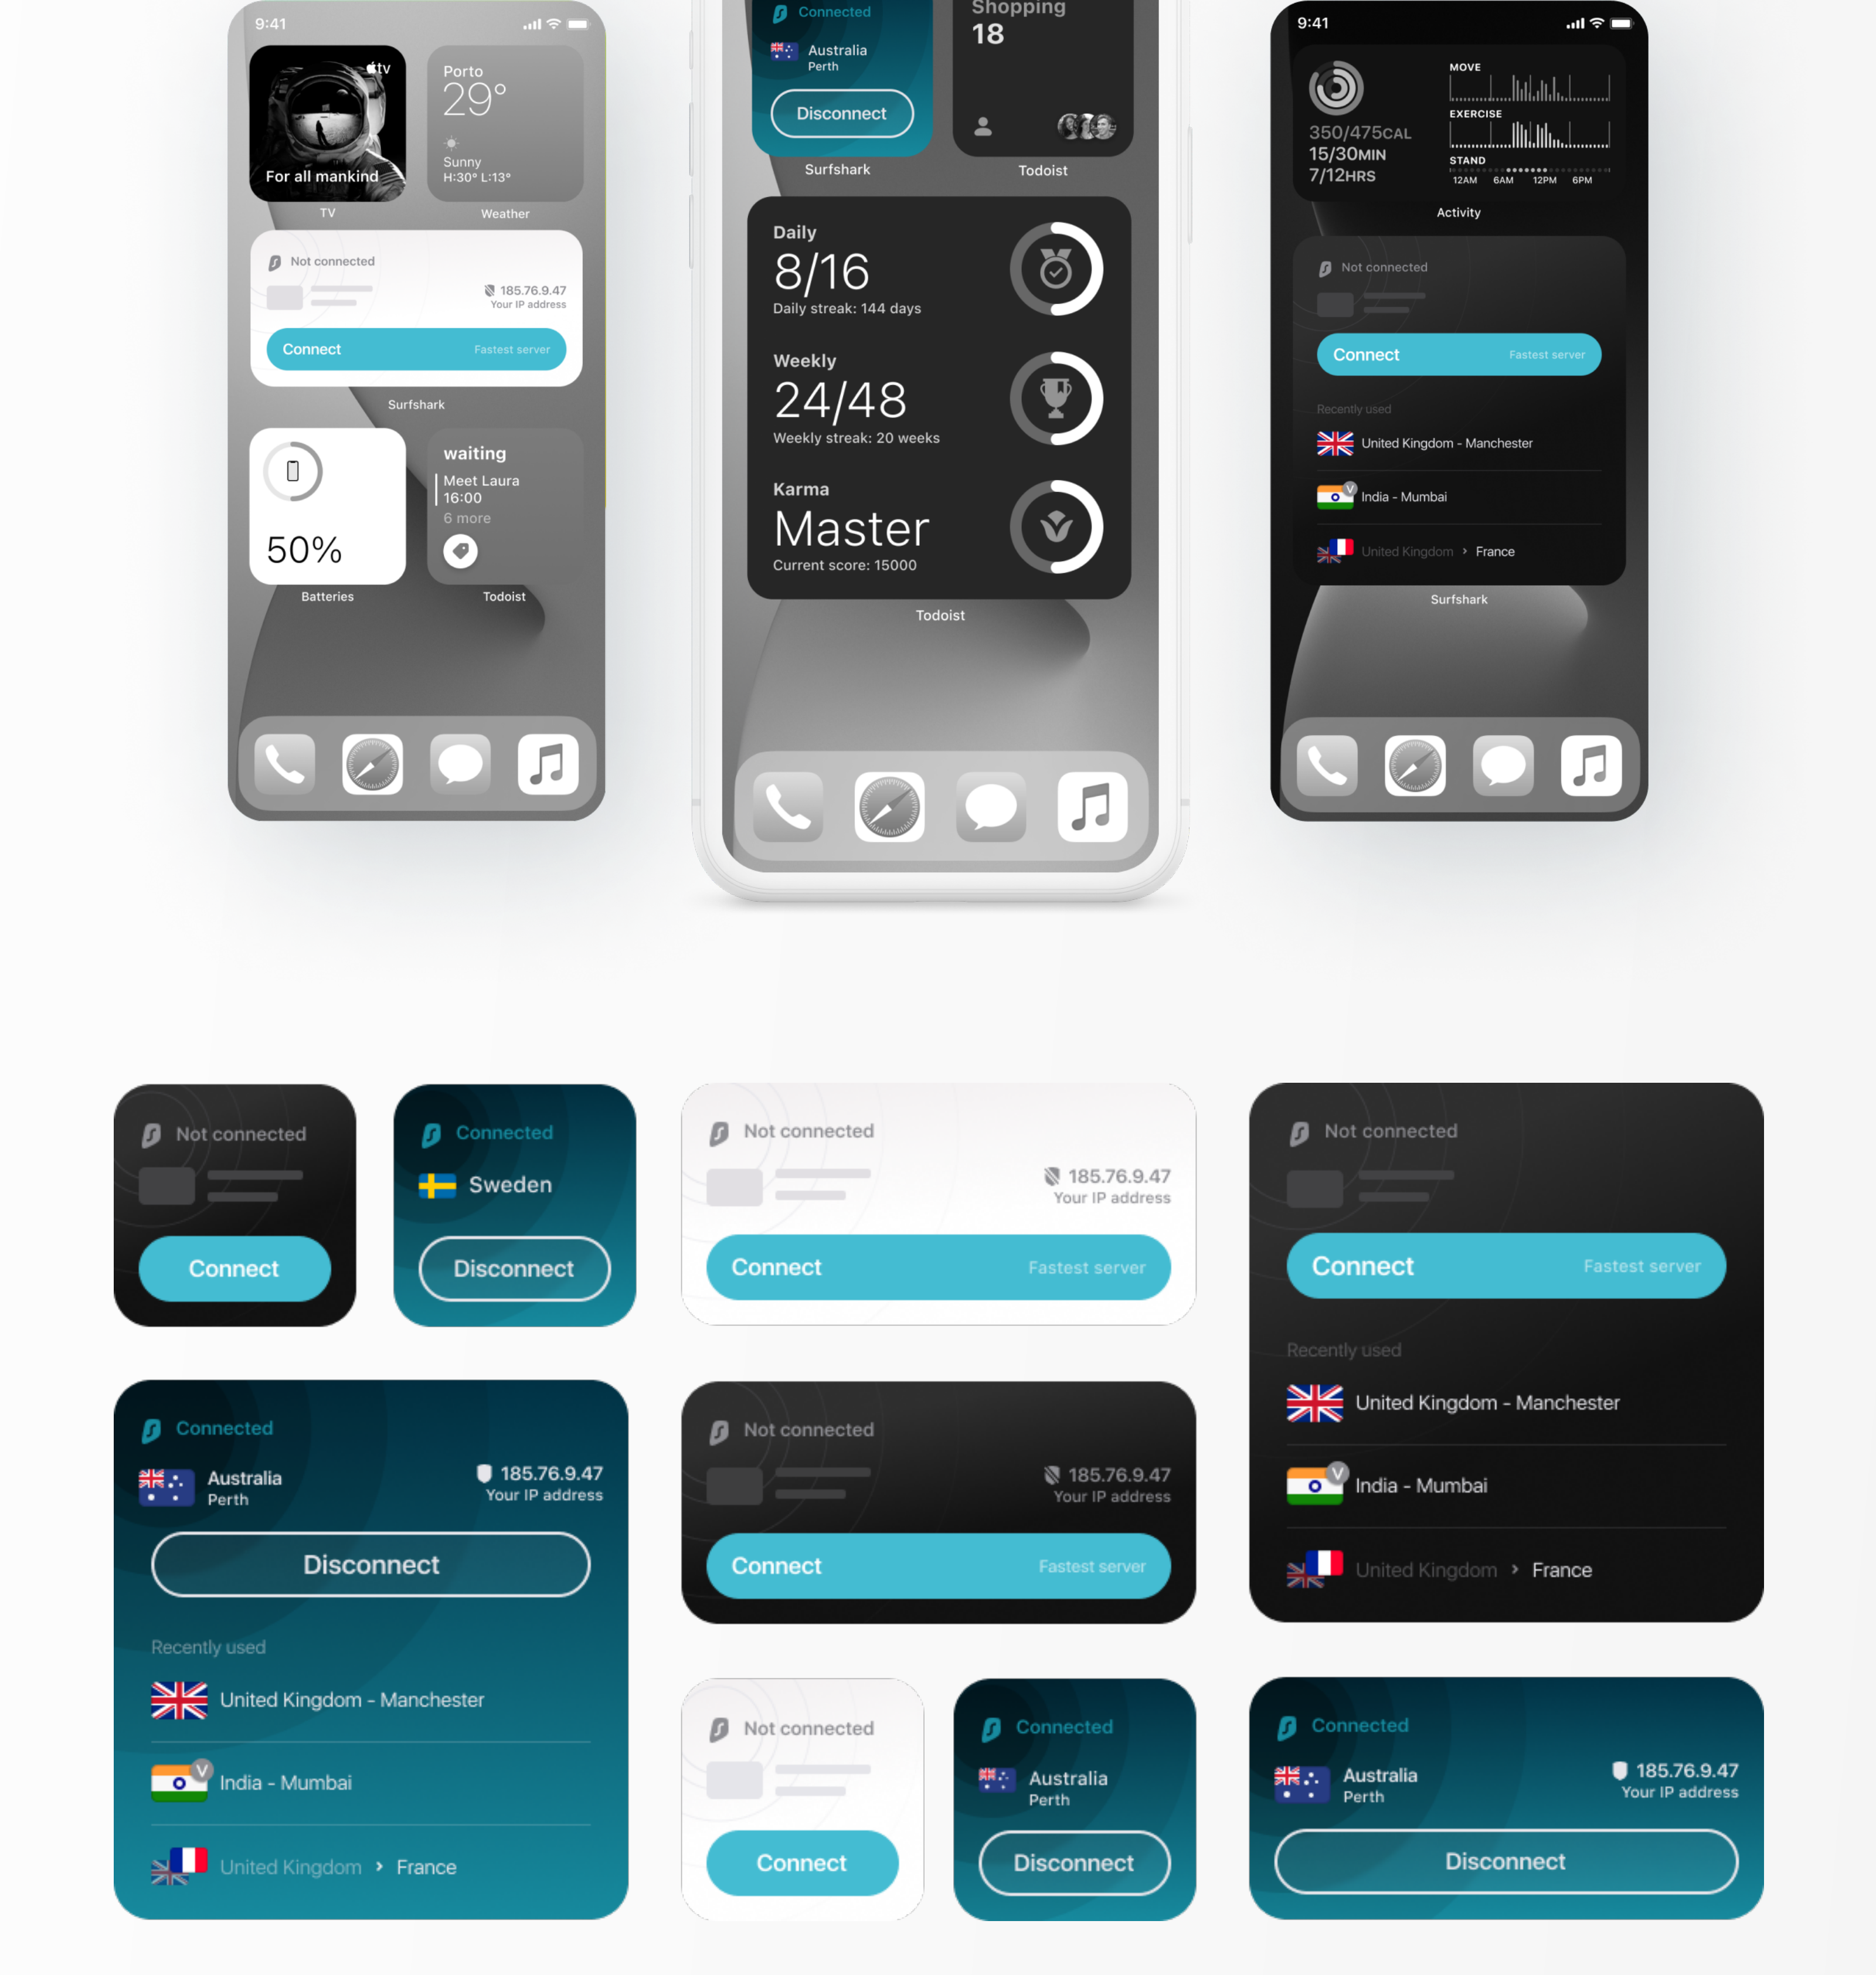 9:41
tv
For all mankind
TV
Porto
29°
Sunny
H:30° L:13°
Weather
Not connected
185.76.9.47
Your IP address
Connect
Fastest server
Surfshark
50%
Batteries
waiting
Meet Laura
16:00
6 more
Todoist
Connected
Australia
Perth
Disconnect
Surfshark
Shopping
18
Todoist
Daily
8/16
Daily streak: 144 days
Weekly
24/48
Weekly streak: 20 weeks
Karma
Master
Current score: 15000
Todoist
9:41
350/475CAL
15/30MIN
7/12HRS
MOVE
EXERCISE
STAND
12AM 6AM 12PM 6PM
Activity
Not connected
Connect
Fastest server
Recently used
United Kingdom - Manchester
V
India - Mumbai
United Kingdom › France
Surfshark
Not connected
Connect
Connected
Sweden
Disconnect
Not connected
185.76.9.47
Your IP address
Connect
Fastest server
Not connected
Connect
Fastest server
Recently used
United Kingdom - Manchester
V
India - Mumbai
United Kingdom › France
Connected
Australia
Perth
185.76.9.47
Your IP address
Disconnect
Recently used
United Kingdom - Manchester
V
India - Mumbai
United Kingdom › France
Not connected
185.76.9.47
Your IP address
Connect
Fastest server
Not connected
Connect
Connected
Australia
Perth
Disconnect
Connected
Australia
Perth
185.76.9.47
Your IP address
Disconnect